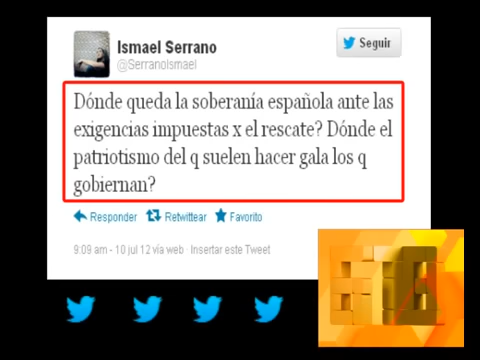 Ismael Serrano
@SerranoIsmael
Seguir
Dónde queda la soberanía española ante las
exigencias impuestas x el rescate? Dónde el
patriotismo del q suelen hacer gala los q
gobiernan?
Responder Retwittear Favorito
9:09 am - 10 jul 12 vía web · Insertar este Tweet